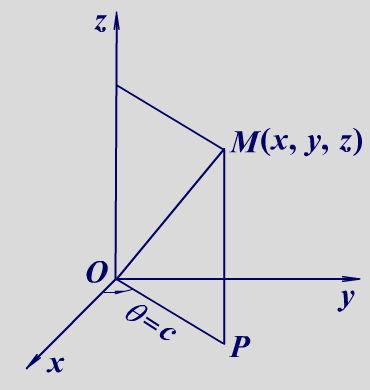 z
M(x, y, z)
O
y
θ=c
P
x